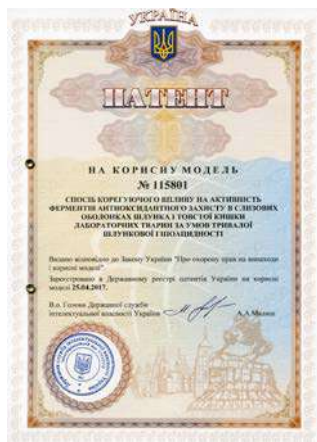 УКРАЇНА
ПАТЕНТ
НА КОРИСНУ МОДЕЛЬ
№ 115801
СПОСІБ КОРЕГУЮЧОГО ВПЛИВУ НА АКТИВНІСТЬ
ФЕРМЕНТІВ АНТИОКСИДАНТНОГО ЗАХИСТУ В СЛИЗОВИХ
ОБОЛОНКАХ ШЛУНКА І ТОВСТОЇ КИШКИ
ЛАБОРАТОРНИХ ТВАРИН ЗА УМОВ ТРИВАЛОЇ
ШЛУНКОВОЇ ГІПОАЦИДНОСТІ
Видано відповідно до Закону України "Про охорону прав на винаходи
і корисні моделі".
Зареєстровано в Державному реєстрі патентів України на корисні
моделі 25.04.2017.
В.о. Голови Державної служби
інтелектуальної власності України
А.А.Малиш